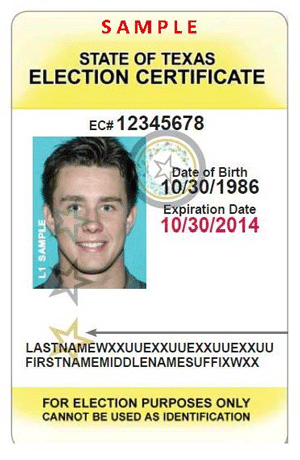 SAMPLE
STATE OF TEXAS
ELECTION CERTIFICATE
EC# 12345678
Date of Birth
10/30/1986
Expiration Date
10/30/2014
L1 SAMPLE
LASTNAMEWXXUUEXXUUEXXUUEXXUU
FIRSTNAMEMIDDLENAMESUFFIXWXX
FOR ELECTION PURPOSES ONLY
CANNOT BE USED AS IDENTIFICATION